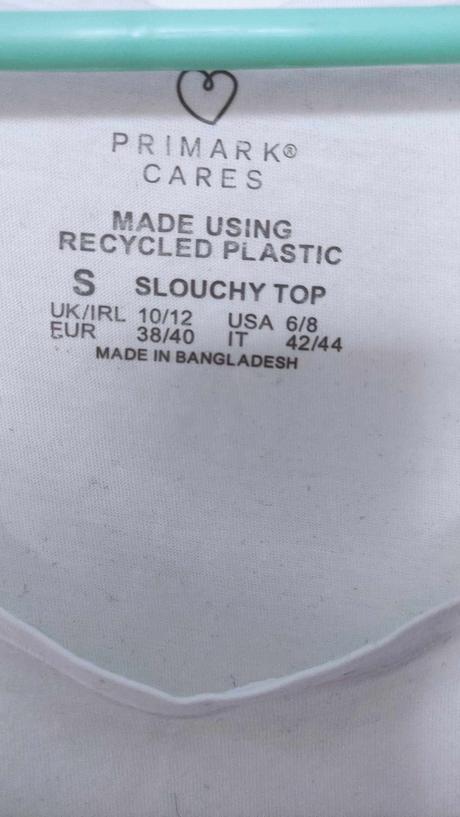 PRIMARK®
CARES
MADE USING
RECYCLED PLASTIC
S SLOUCHY TOP
UK/IRL 10/12 USA 6/8
EUR 38/40 IT 42/44
MADE IN BANGLADESH